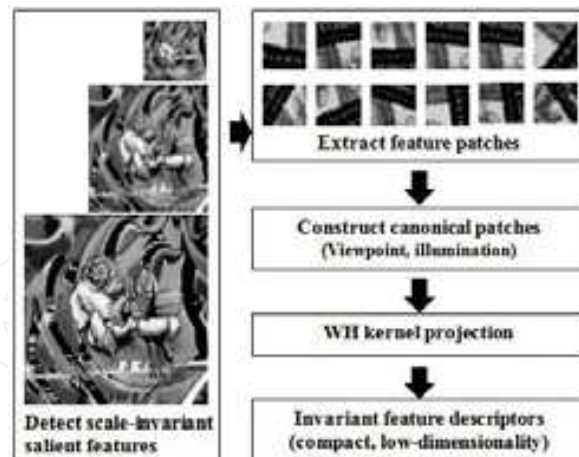 Detect scale-invariant
salient features
Extract feature patches
Construct canonical patches
(Viewpoint, illumination)
WH kernel projection
Invariant feature descriptors
(compact, low-dimensionality)